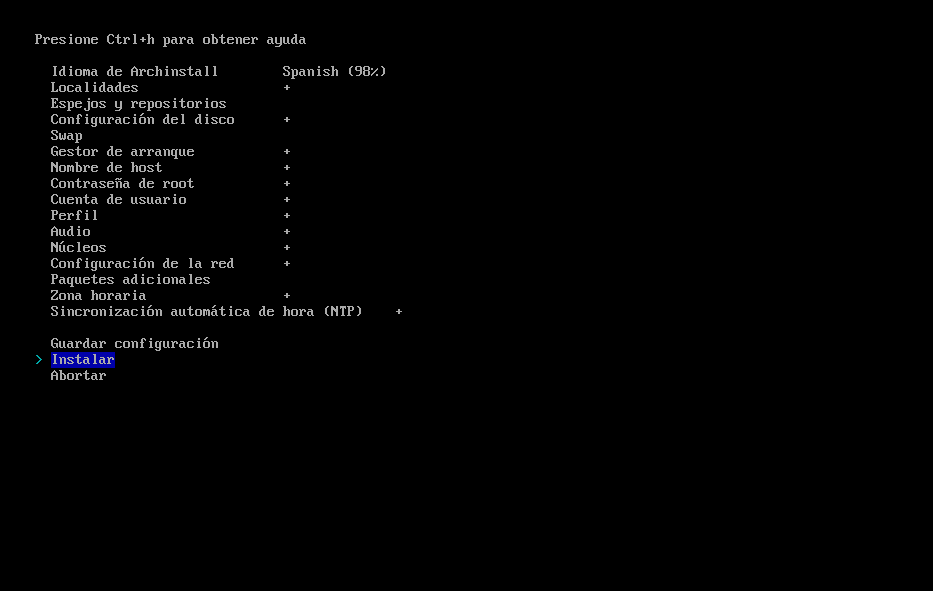 Presione Ctrl+h para obtener ayuda
Idioma de Archinstall Spanish (98%)
Localidades +
Espejos y repositorios
Configuración del disco +
Swap
Gestor de arranque +
Nombre de host +
Contraseña de root +
Cuenta de usuario +
Perfil +
Audio +
Núcleos +
Configuración de la red +
Paquetes adicionales
Zona horaria +
Sincronización automática de hora (NTP) +
Guardar configuración
> Instalar
Abortar